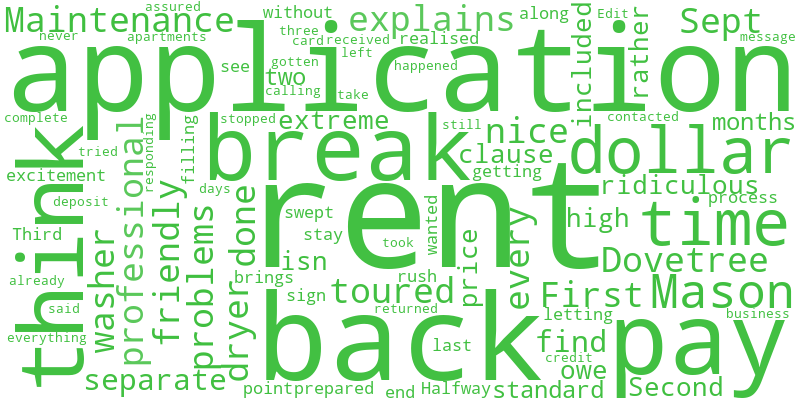 assured
without
along
Edit
Maintenance
explains
Sept
three
never
apartments
card
received
realised
included
rather
message
left
see
gotten
happened
two
application
calling
take
complete
stopped
extreme
still
nice
contacted
months
think
tried
professional
responding
filling
break
clause
dollar
excitement
getting
ridiculous
days
process
deposit
friendly
problems
dryer
done
swept
rent
wanted
high
time
Third
washer
stay
took
price
every
isn
Dovetree
already
brings
rush
said
sign
toured
First
Mason
returned
letting
business
everything
back
last
find
pay
credit
owe
separate
point
prepared
end
Halfway
standard
Second